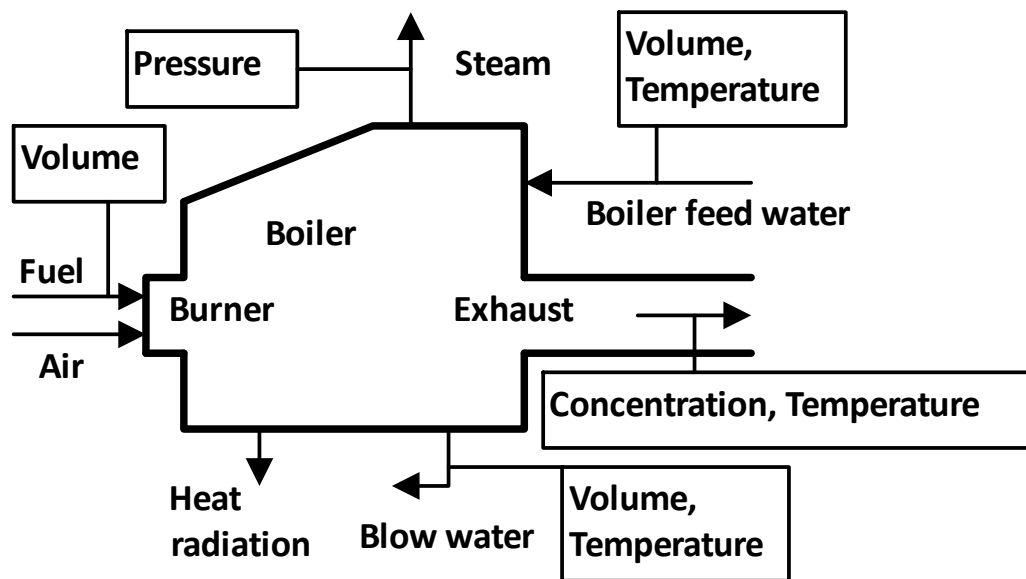 Pressure
Steam
Volume,
Temperature
Volume
Boiler
Boiler feed water
Fuel
Burner
Exhaust
Air
Concentration, Temperature
Heat
radiation
Blow water
Volume,
Temperature